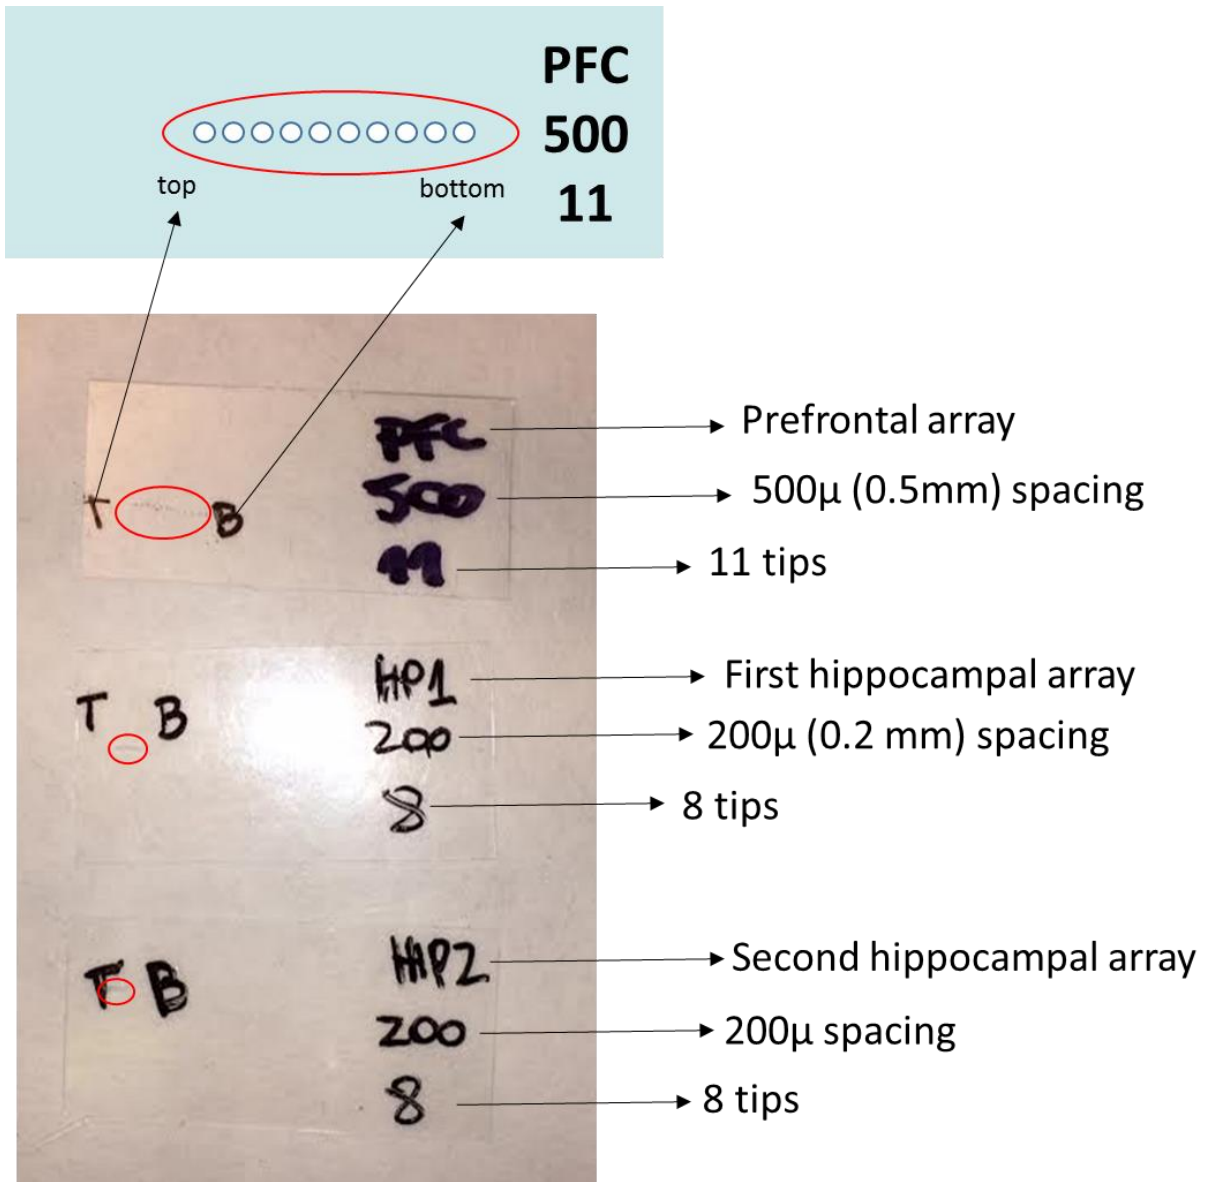 PFC
500
11
top
bottom
PFC
500
11
T
B
Prefrontal array
500µ (0.5mm) spacing
11 tips
HP1
200
8
T B
First hippocampal array
200µ (0.2 mm) spacing
8 tips
HIP2
200
8
T B
Second hippocampal array
200µ spacing
8 tips